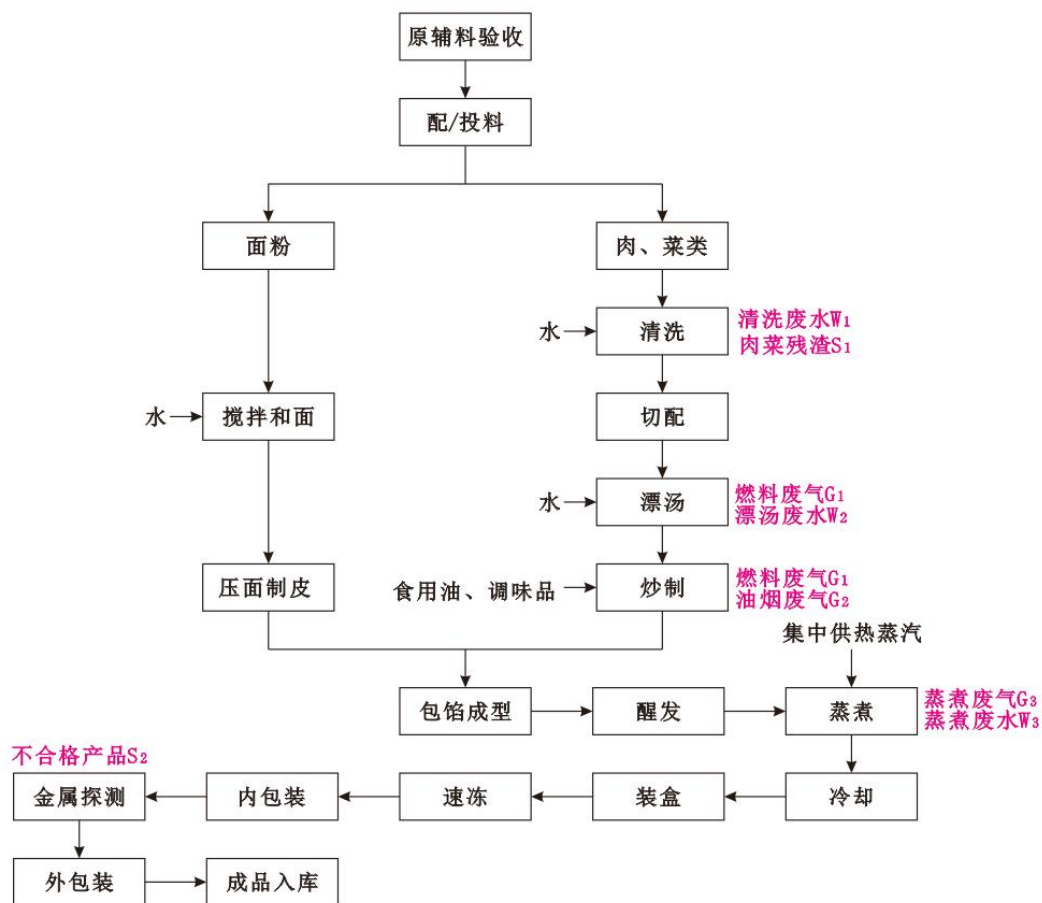 原辅料验收
配/投料
面粉
肉、菜类
水
清洗
清洗废水W₁
肉菜残渣S₁
水
搅拌和面
切配
水
漂汤
燃料废气G₁
漂汤废水W₂
压面制皮
食用油、调味品
炒制
燃料废气G₁
油烟废气G₂
集中供热蒸汽
包馅成型
醒发
蒸煮
蒸煮废气G₃
蒸煮废水W₃
不合格产品S₂
金属探测
内包装
速冻
装盒
冷却
外包装
成品入库